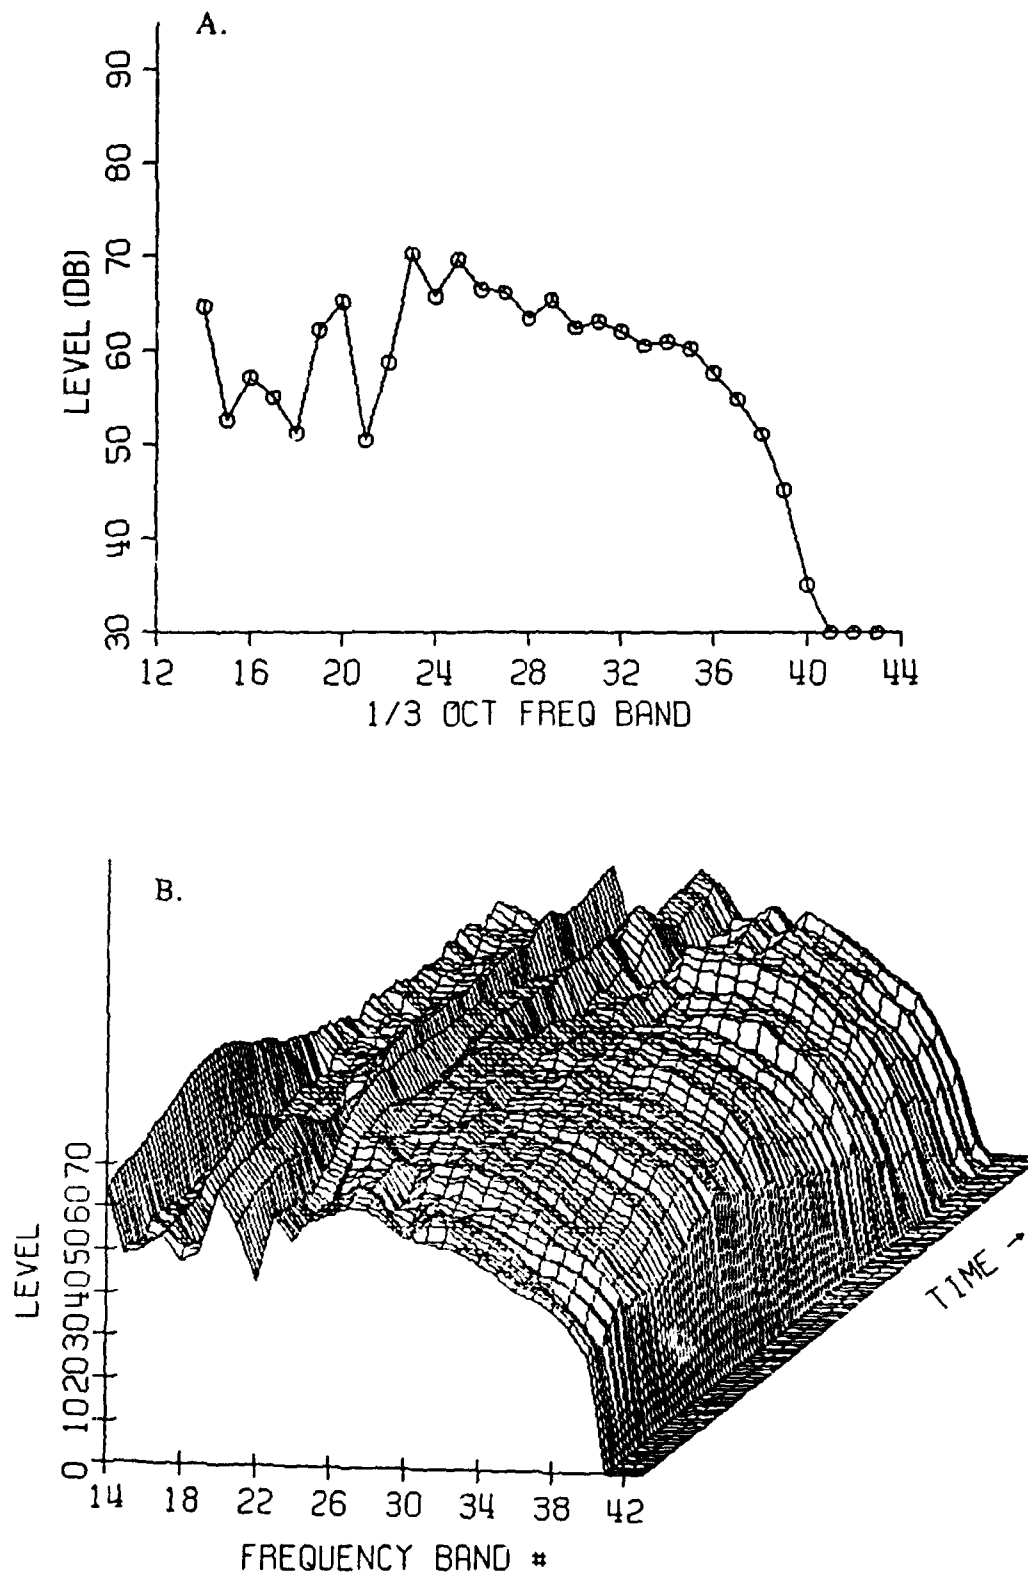 A.
90
80
70
60
50
40
30
LEVEL (DB)
12 16 20 24 28 32 36 40 44
1/3 OCT FREQ BAND
B.
70
60
50
40
30
20
10
0
LEVEL
14 18 22 26 30 34 38 42
FREQUENCY BAND #
TIME →